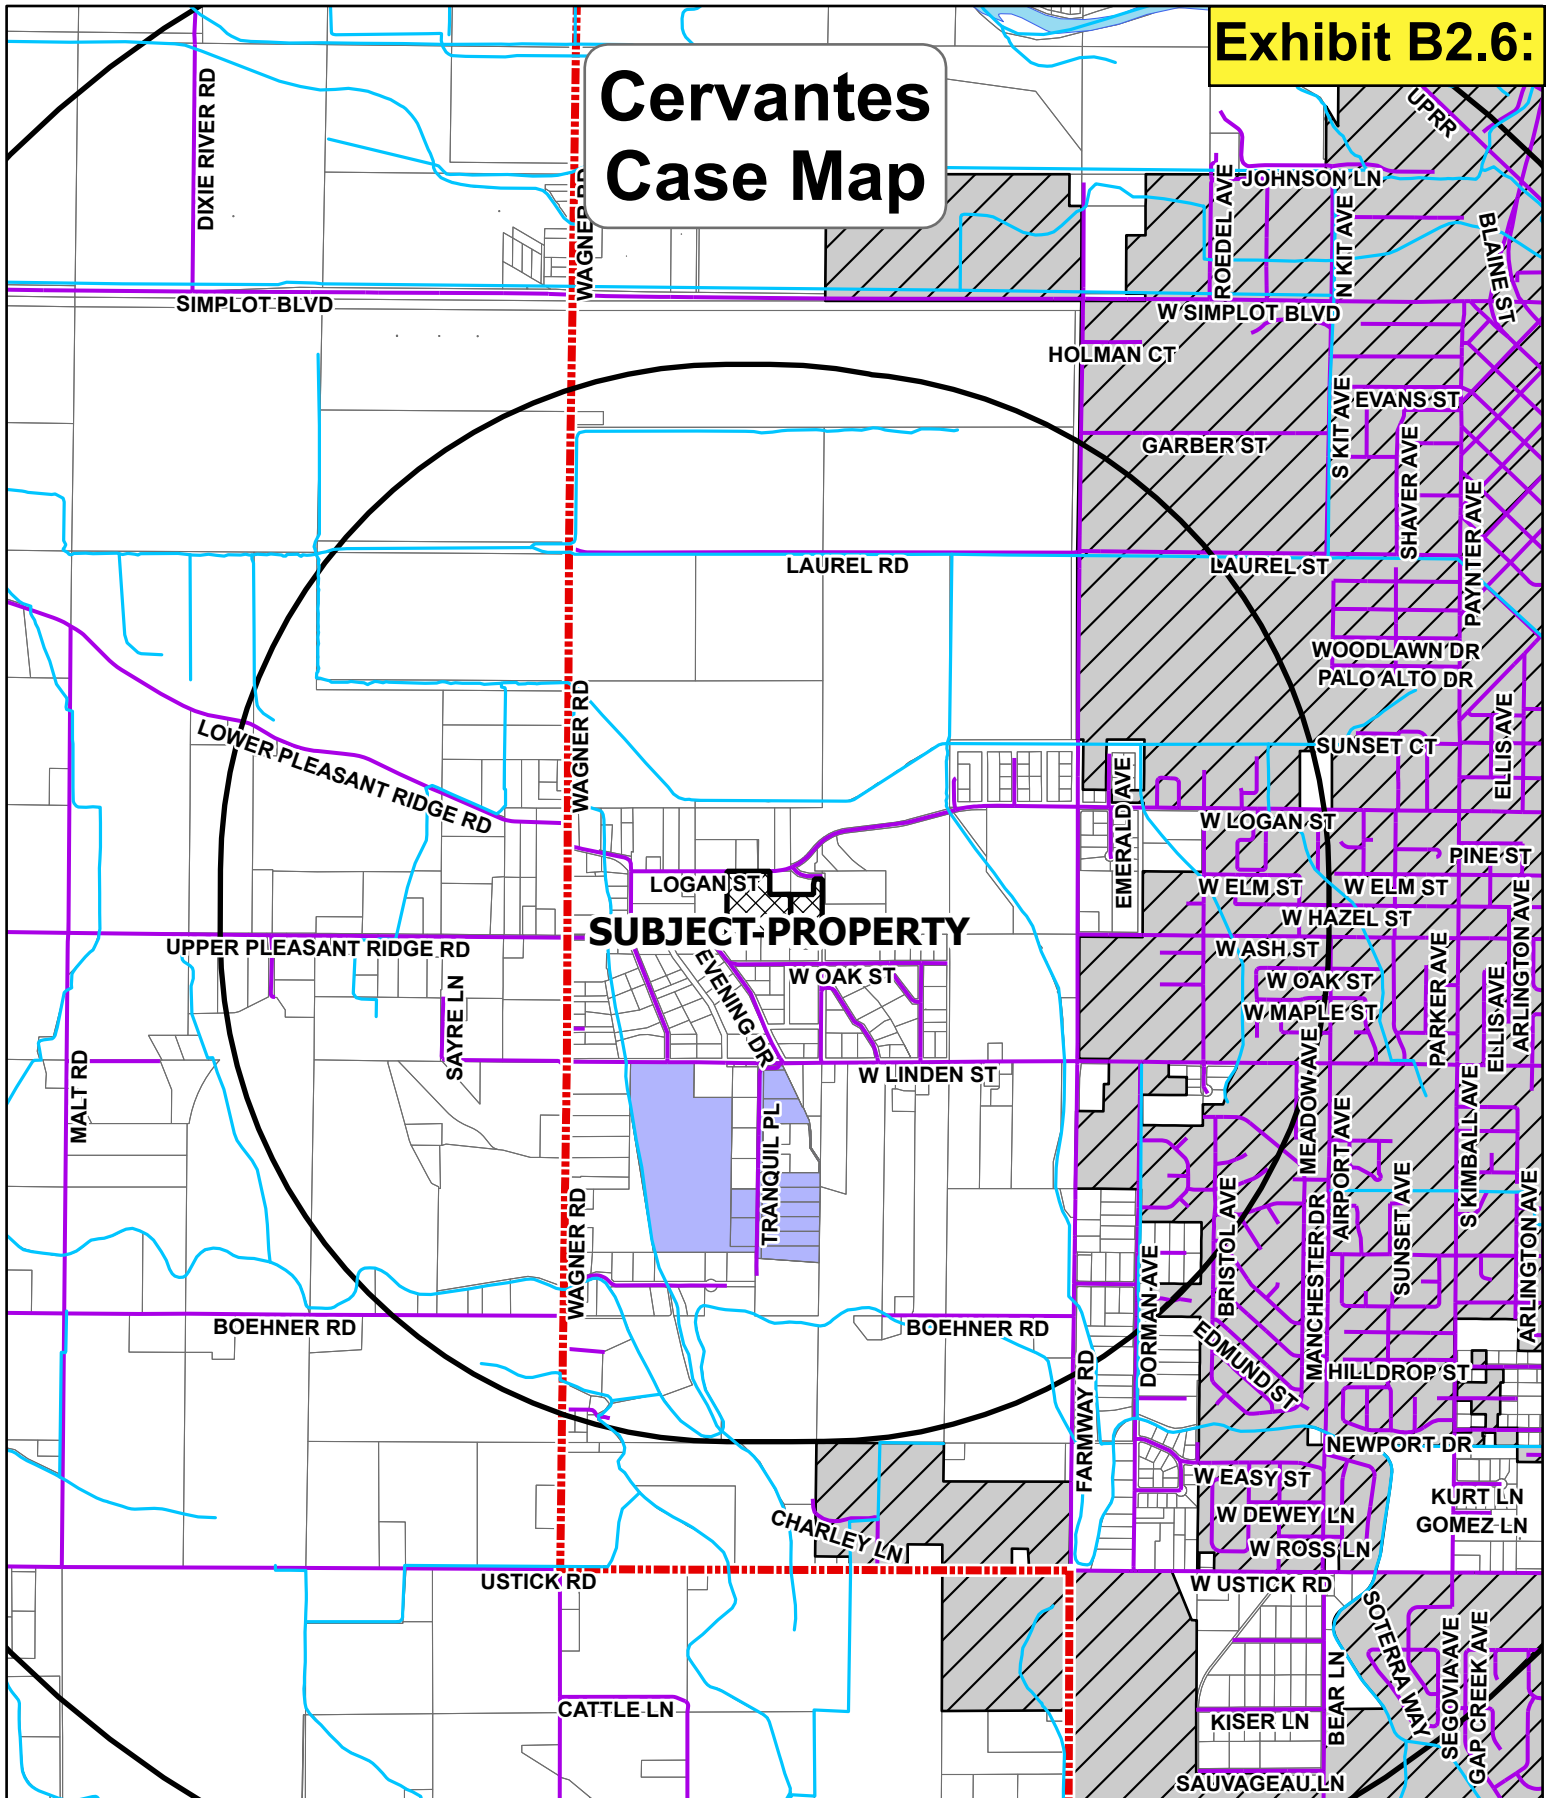 Exhibit B2.6:
Cervantes
Case Map
UPRR
DIXIE RIVER RD
WAGNER RD
JOHNSON LN
ROEDEL AVE
N KIT AVE
BLAINE ST
SIMPLOT BLVD
W SIMPLOT BLVD
HOLMAN CT
S KIT AVE
EVANS ST
GARBER ST
SHAVER AVE
PAYNTER AVE
LAUREL RD
LAUREL ST
WOODLAWN DR
PALO ALTO DR
WAGNER RD
ELLIS AVE
LOWER PLEASANT RIDGE RD
SUNSET CT
EMERALD AVE
W LOGAN ST
PINE ST
LOGAN ST
W ELM ST
W ELM ST
ARLINGTON AVE
SUBJECT PROPERTY
W HAZEL ST
UPPER PLEASANT RIDGE RD
W ASH ST
PARKER AVE
EVENING DR
W OAK ST
W OAK ST
ELLIS AVE
SAYRE LN
W MAPLE ST
MALT RD
W LINDEN ST
MEADOW AVE
AIRPORT AVE
S KIMBALL AVE
TRANQUIL PL
WAGNER RD
BRISTOL AVE
SUNSET AVE
ARLINGTON AVE
DORMAN AVE
MANCHESTER DR
BOEHNER RD
BOEHNER RD
EDMUND ST
HILLDROP ST
FARMWAY RD
NEWPORT DR
W EASY ST
KURT LN
CHARLEY LN
W DEWEY LN
GOMEZ LN
W ROSS LN
USTICK RD
W USTICK RD
SOTERRA WAY
SEGOVIA AVE
GAP CREEK AVE
BEAR LN
CATTLE LN
KISER LN
SAUVAGEAU LN